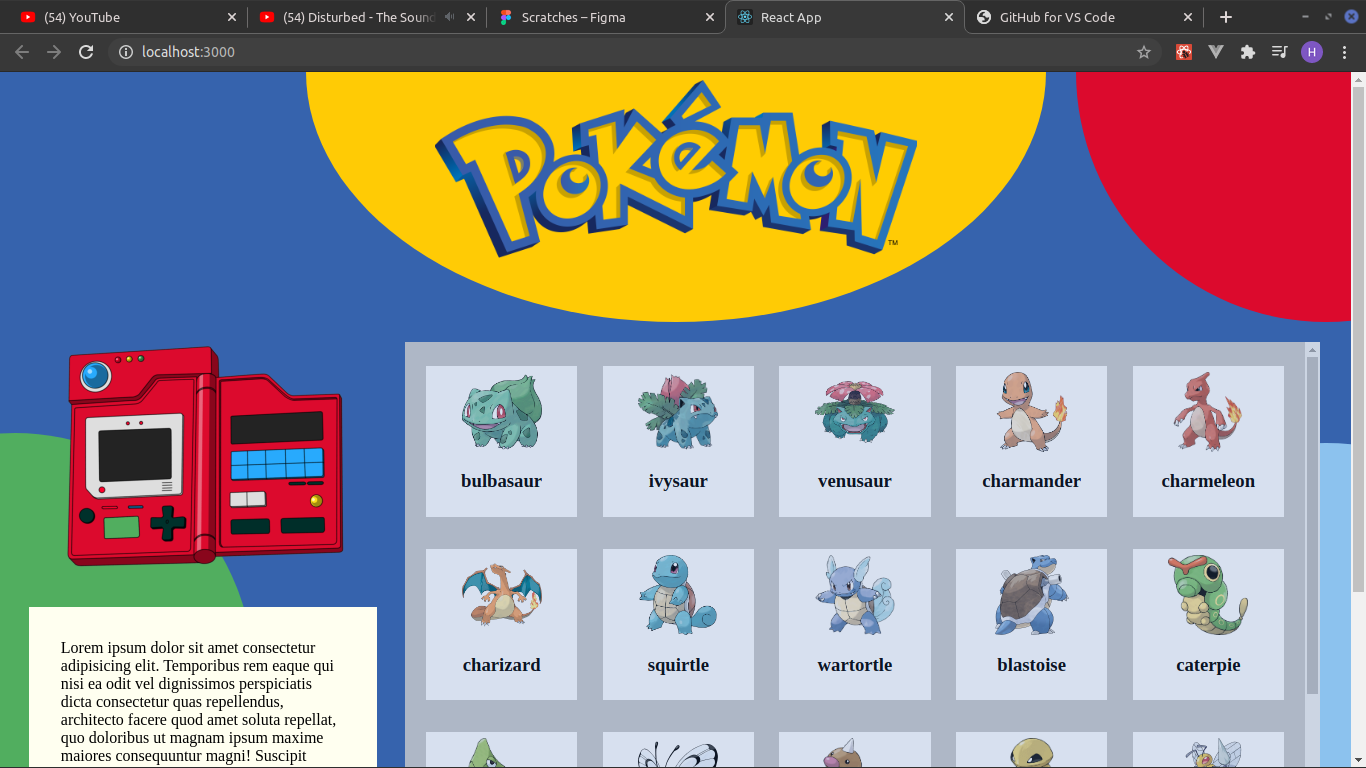 (54) YouTube
(54) Disturbed - The Sound
Scratches – Figma
React App
GitHub for VS Code
localhost:3000
H
POKéMON
TM
bulbasaur
ivysaur
venusaur
charmander
charmeleon
charizard
squirtle
wartortle
blastoise
caterpie
Lorem ipsum dolor sit amet consectetur
adipisicing elit. Temporibus rem eaque qui
nisi ea odit vel dignissimos perspiciatis
dicta consectetur quas repellendus,
architecto facere quod amet soluta repellat,
quo doloribus ut magnam ipsum maxime
maiores consequuntur magni! Suscipit